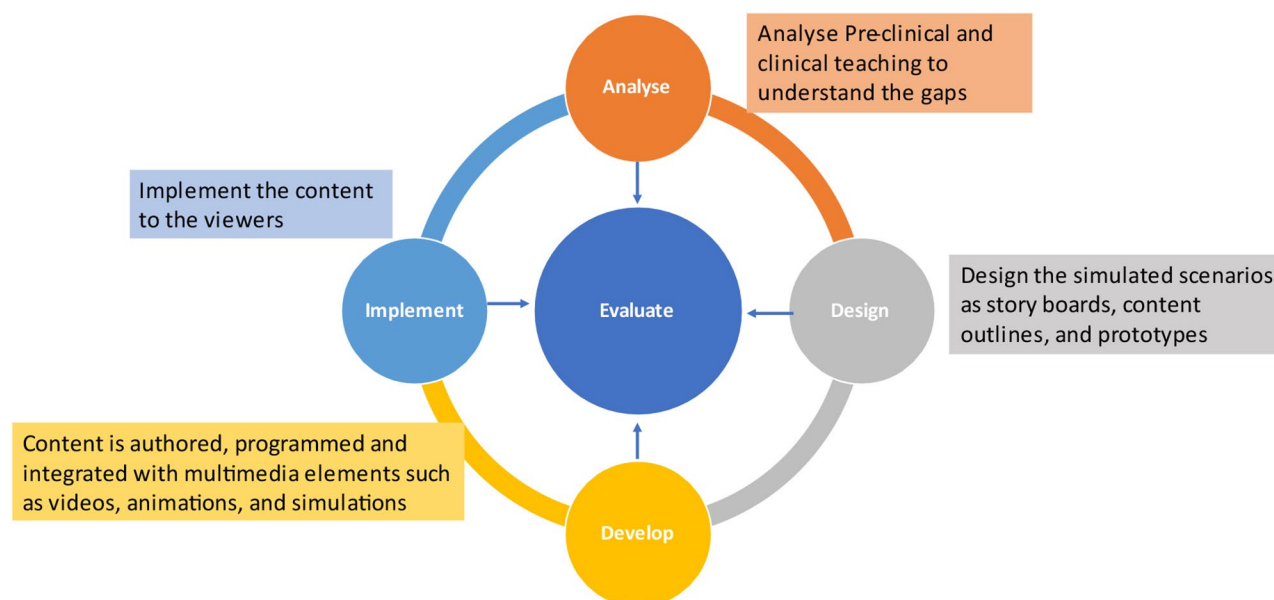 Analyse
Analyse Pre-clinical and
clinical teaching to
understand the gaps
Implement the content
to the viewers
Implement
Evaluate
Design
Design the simulated scenarios
as story boards, content
outlines, and prototypes
Content is authored, programmed and
integrated with multimedia elements such
as videos, animations, and simulations
Develop